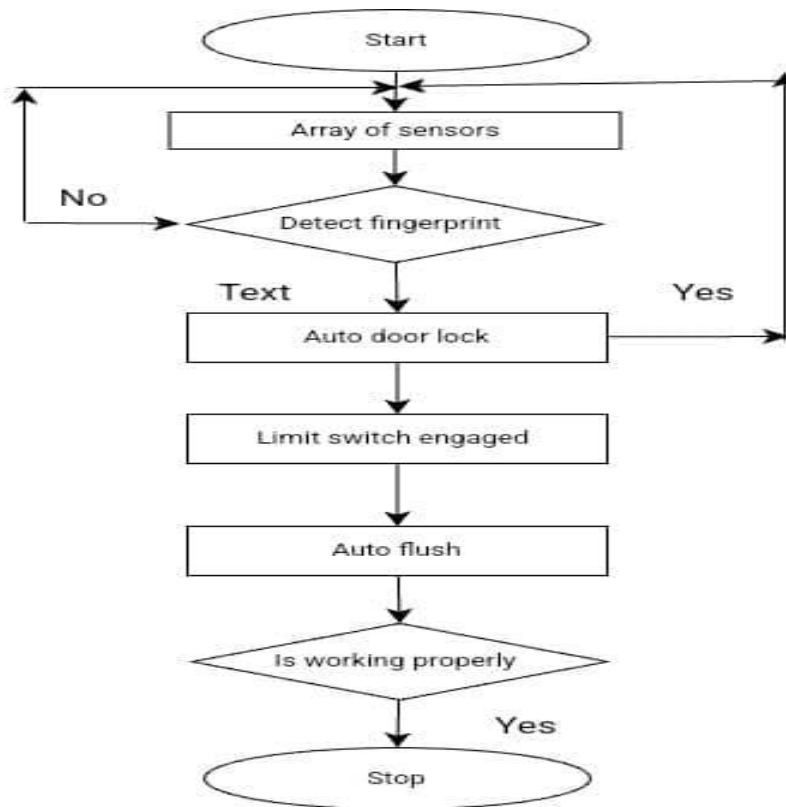 Start
Array of sensors
No
Detect fingerprint
Text
Yes
Auto door lock
Limit switch engaged
Auto flush
Is working properly
Yes
Stop